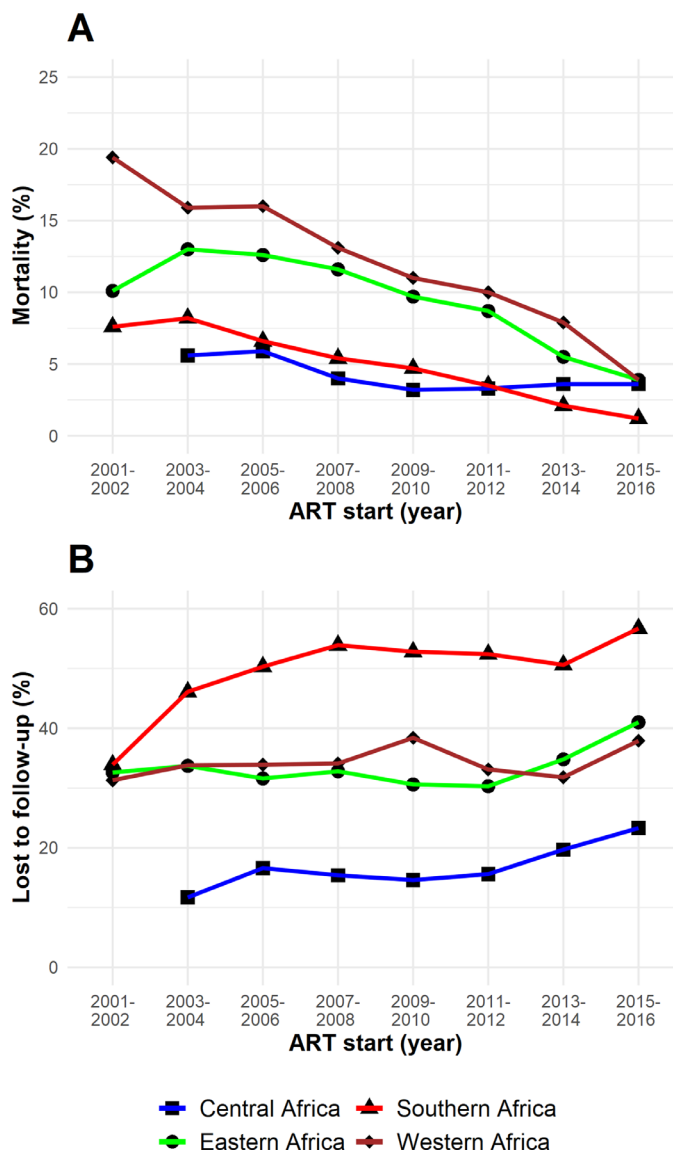 A
25
20
15
10
5
0
Mortality (%)
2001- 2003- 2005- 2007- 2009- 2011- 2013- 2015-
2002 2004 2006 2008 2010 2012 2014 2016
ART start (year)
B
60
40
20
0
Lost to follow-up (%)
2001- 2003- 2005- 2007- 2009- 2011- 2013- 2015-
2002 2004 2006 2008 2010 2012 2014 2016
ART start (year)
Central Africa Southern Africa
Eastern Africa Western Africa